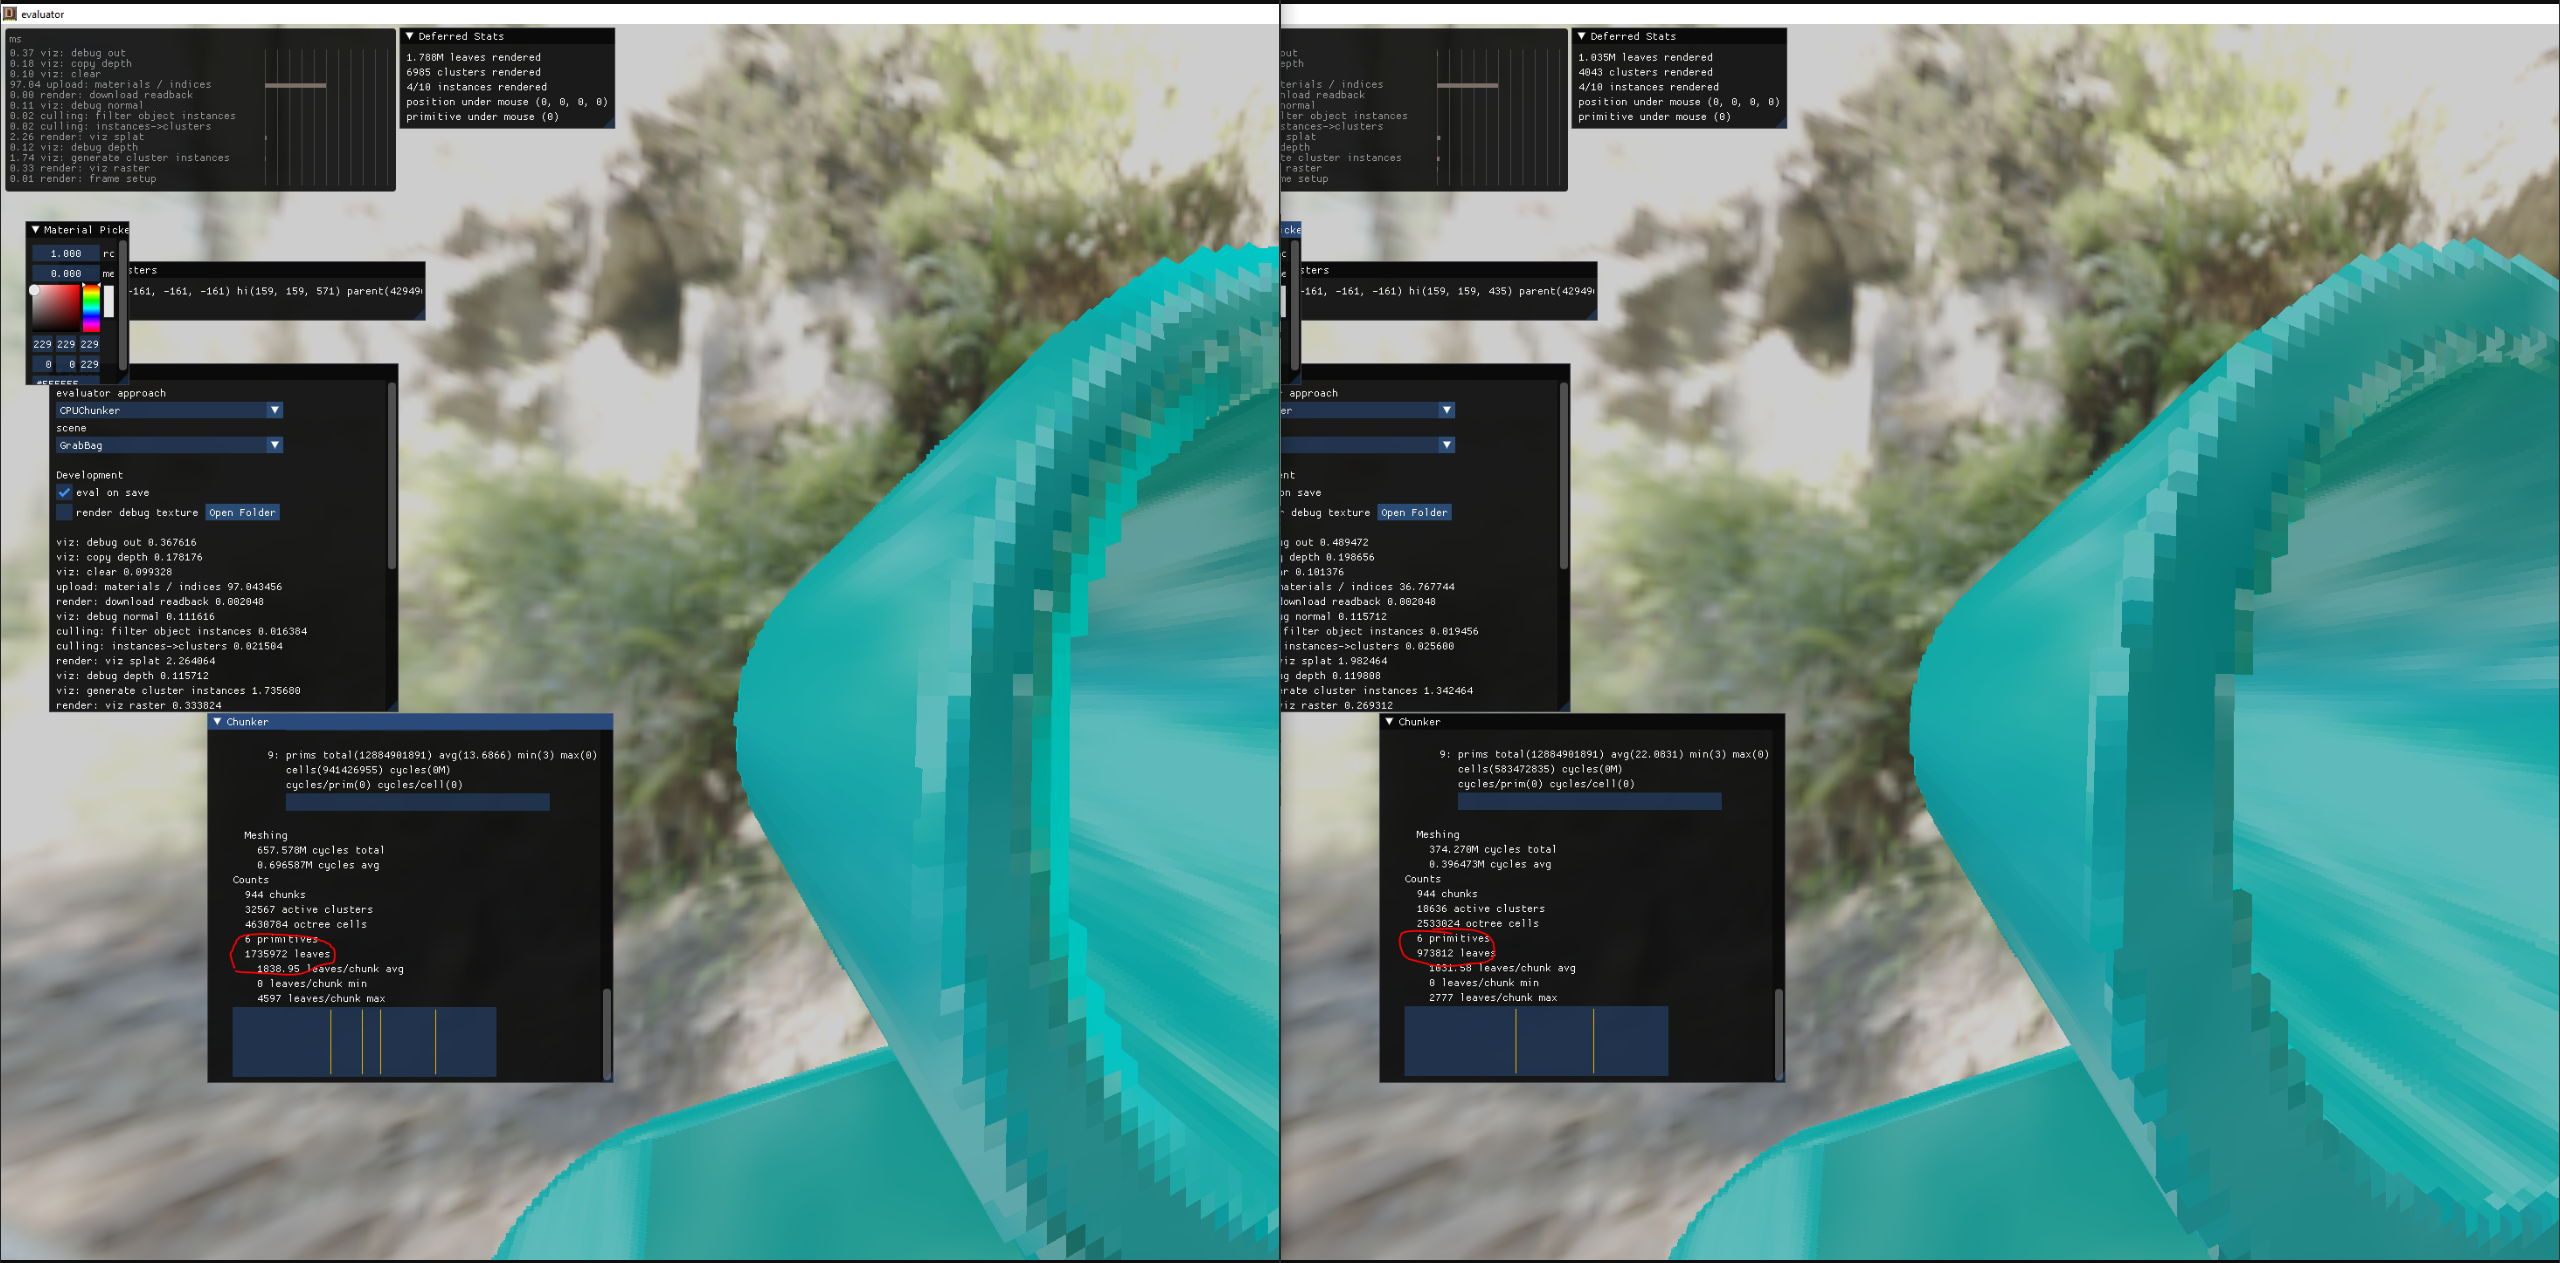 evaluator
ms
0.37 viz: debug out
0.18 viz: copy depth
0.10 viz: clear
97.04 upload: materials / indices
0.00 render: download readback
0.11 viz: debug normal
0.02 culling: filter object instances
0.02 culling: instances->clusters
2.26 render: viz splat
0.12 viz: debug depth
1.74 viz: generate cluster instances
0.33 render: viz raster
0.01 render: frame setup
Deferred Stats
1.788M leaves rendered
6985 clusters rendered
4/10 instances rendered
position under mouse (0, 0, 0, 0)
primitive under mouse (0)
Material Picke
1.000 rc
0.000 me
229 229 229
0 0 229
sters
-161, -161, -161) hi(159, 159, 571) parent(42949
evaluator approach
CPUChunker
scene
GrabBag
Development
eval on save
render debug texture Open Folder
viz: debug out 0.367616
viz: copy depth 0.178176
viz: clear 0.099328
upload: materials / indices 97.043456
render: download readback 0.002048
viz: debug normal 0.111616
culling: filter object instances 0.016384
culling: instances->clusters 0.021504
render: viz splat 2.264064
viz: debug depth 0.115712
viz: generate cluster instances 1.735680
render: viz raster 0.333824
Chunker
9: prims total(12884901891) avg(13.6866) min(3) max(0)
cells(941426955) cycles(0M)
cycles/prim(0) cycles/cell(0)
Meshing
657.578M cycles total
0.696587M cycles avg
Counts
944 chunks
32567 active clusters
4630784 octree cells
6 primitives
1735972 leaves
1838.95 leaves/chunk avg
0 leaves/chunk min
4597 leaves/chunk max
out
epth
terials / indices
nload readback
normal
lter object instances
stances->clusters
splat
depth
te cluster instances
raster
me setup
Deferred Stats
1.035M leaves rendered
4043 clusters rendered
4/10 instances rendered
position under mouse (0, 0, 0, 0)
primitive under mouse (0)
icke
c
e
sters
-161, -161, -161) hi(159, 159, 435) parent(42949
approach
er
nt
on save
debug texture Open Folder
ug out 0.489472
y depth 0.198656
ar 0.101376
materials / indices 36.767744
download readback 0.002048
ug normal 0.115712
filter object instances 0.019456
instances->clusters 0.025600
viz splat 1.982464
ug depth 0.119808
erate cluster instances 1.342464
viz raster 0.269312
Chunker
9: prims total(12884901891) avg(22.0831) min(3) max(0)
cells(583472835) cycles(0M)
cycles/prim(0) cycles/cell(0)
Meshing
374.270M cycles total
0.396473M cycles avg
Counts
944 chunks
18636 active clusters
2533024 octree cells
6 primitives
973812 leaves
1031.58 leaves/chunk avg
0 leaves/chunk min
2777 leaves/chunk max